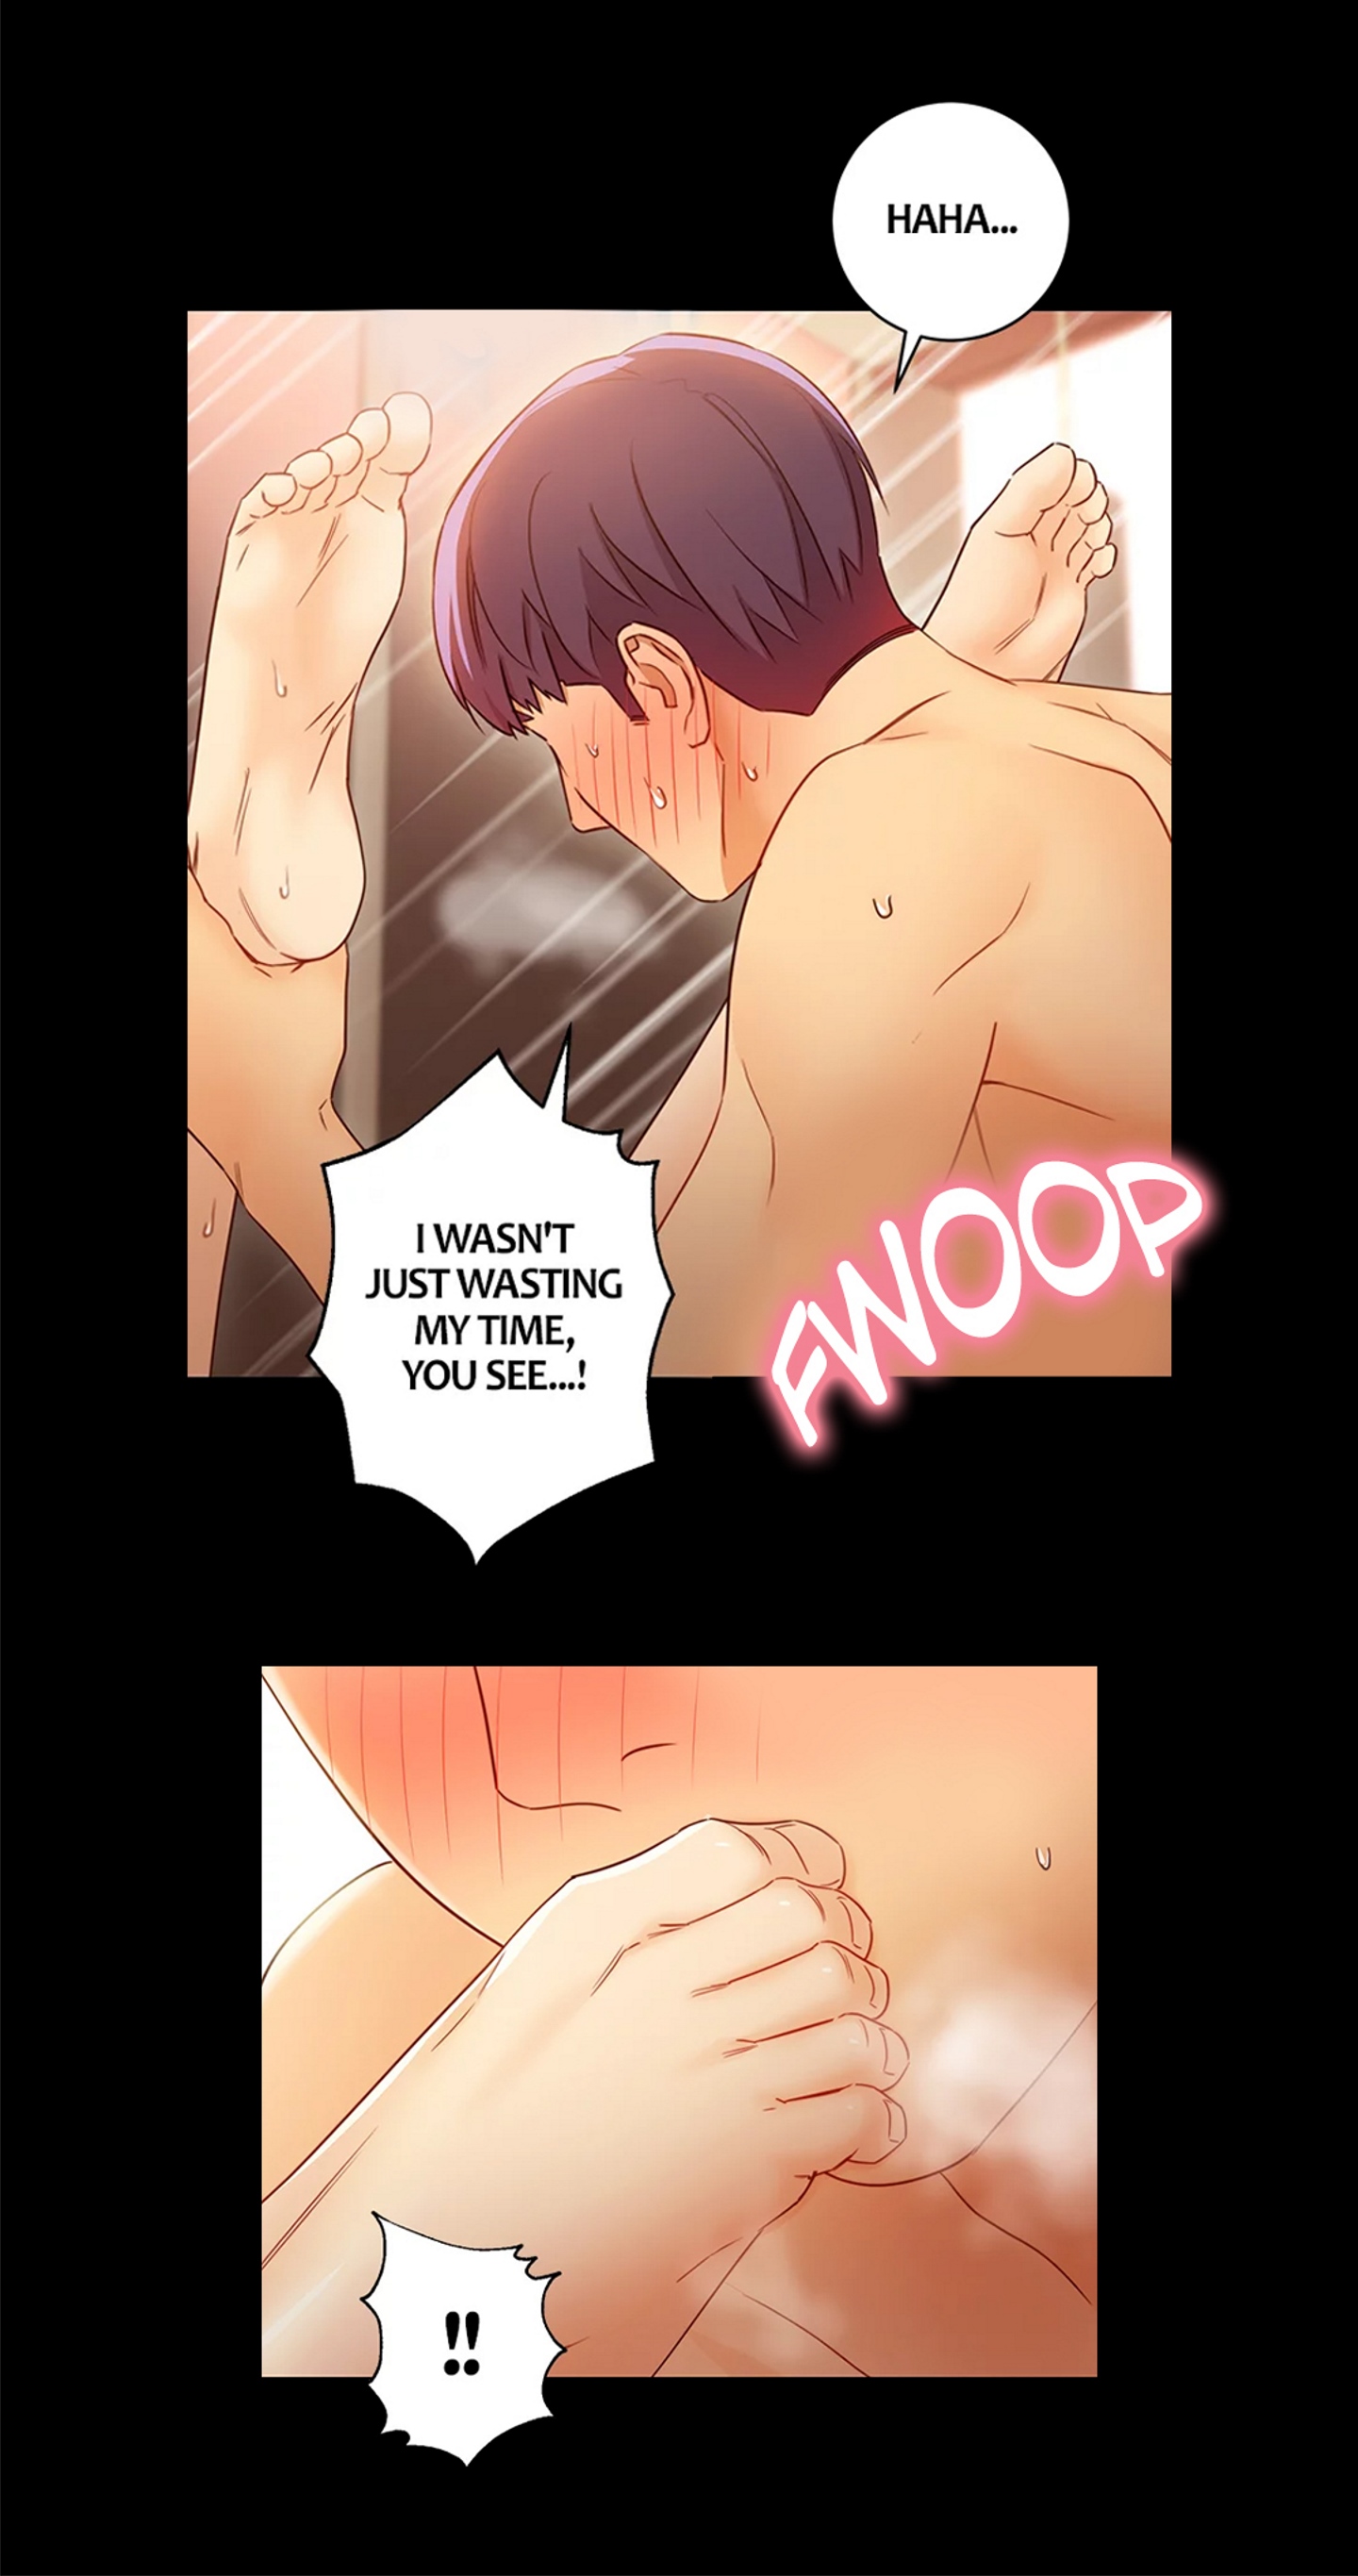 HAHA...
I WASN'T
JUST WASTING
MY TIME,
YOU SEE...!
FWOOP
!!